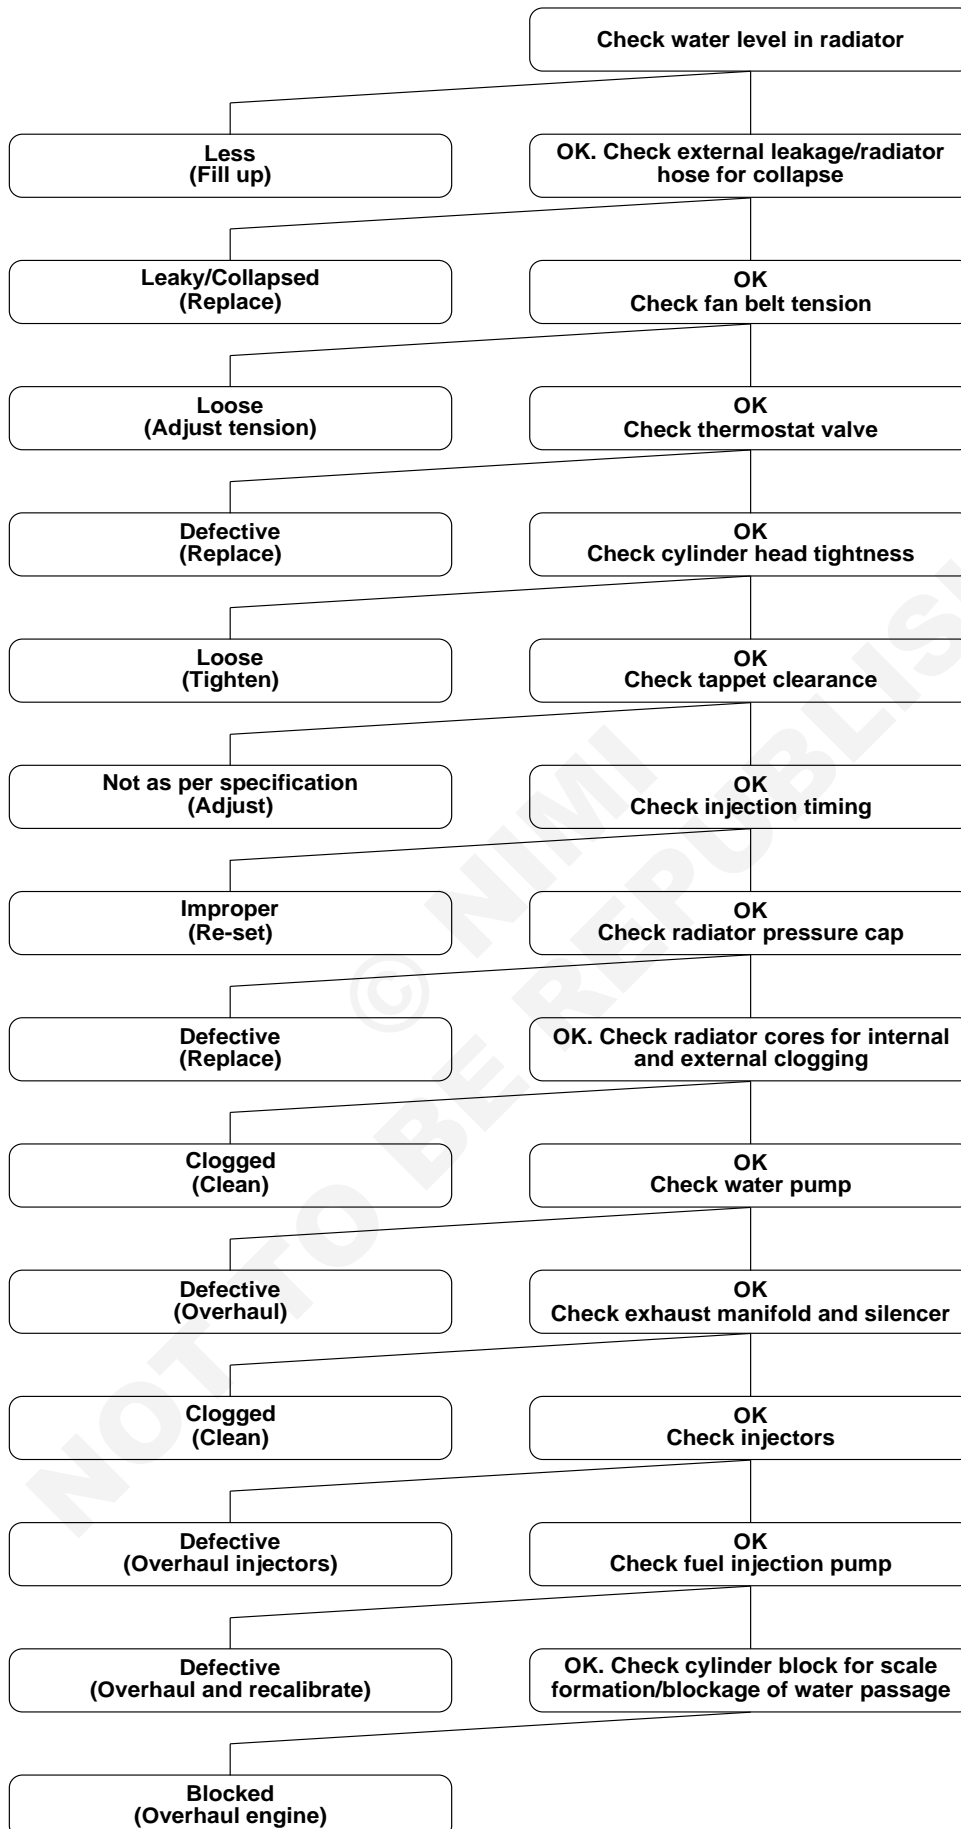 Check water level in radiator
Less
(Fill up)
OK. Check external leakage/radiator
hose for collapse
Leaky/Collapsed
(Replace)
OK
Check fan belt tension
Loose
(Adjust tension)
OK
Check thermostat valve
Defective
(Replace)
OK
Check cylinder head tightness
Loose
(Tighten)
OK
Check tappet clearance
Not as per specification
(Adjust)
OK
Check injection timing
Improper
(Re-set)
OK
Check radiator pressure cap
Defective
(Replace)
OK. Check radiator cores for internal
and external clogging
Clogged
(Clean)
OK
Check water pump
Defective
(Overhaul)
OK
Check exhaust manifold and silencer
Clogged
(Clean)
OK
Check injectors
Defective
(Overhaul injectors)
OK
Check fuel injection pump
Defective
(Overhaul and recalibrate)
OK. Check cylinder block for scale
formation/blockage of water passage
Blocked
(Overhaul engine)
© NIMI
NOT TO BE REPUBLIS